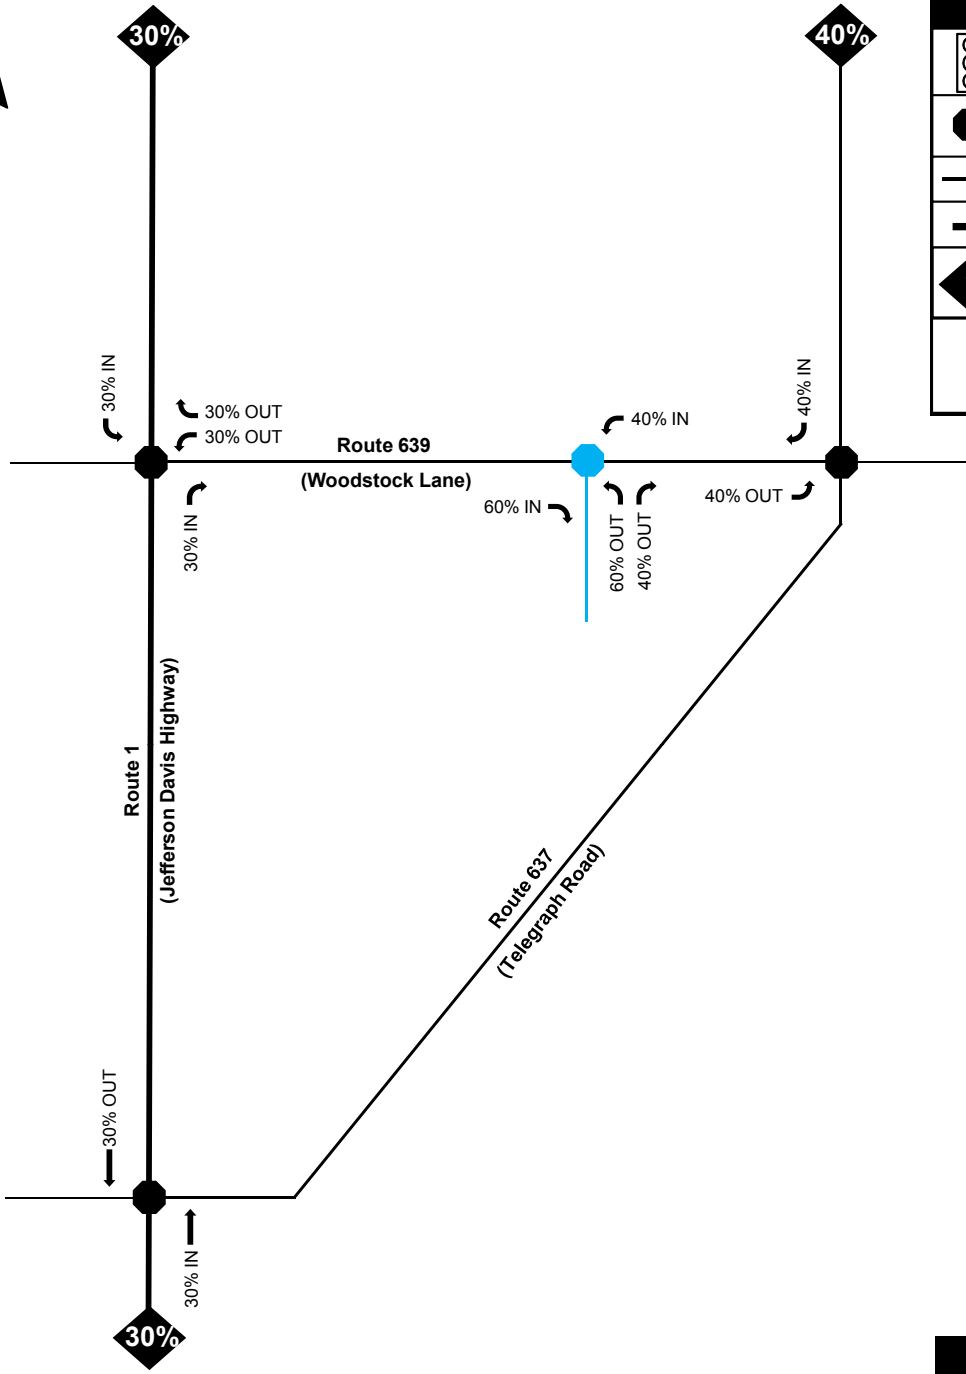 30%
40%
30% IN
40% IN
30% OUT
40% IN
30% OUT
Route 639
(Woodstock Lane)
60% IN
40% OUT
30% IN
60% OUT
40% OUT
Route 1
(Jefferson Davis Highway)
Route 637
(Telegraph Road)
30% OUT
30% IN
30%